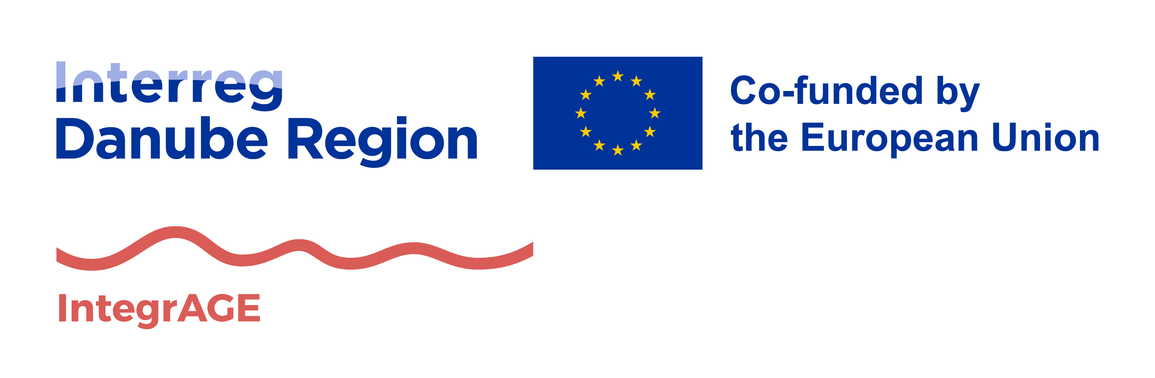 Interreg
Danube Region
Co-funded by
the European Union
IntegrAGE